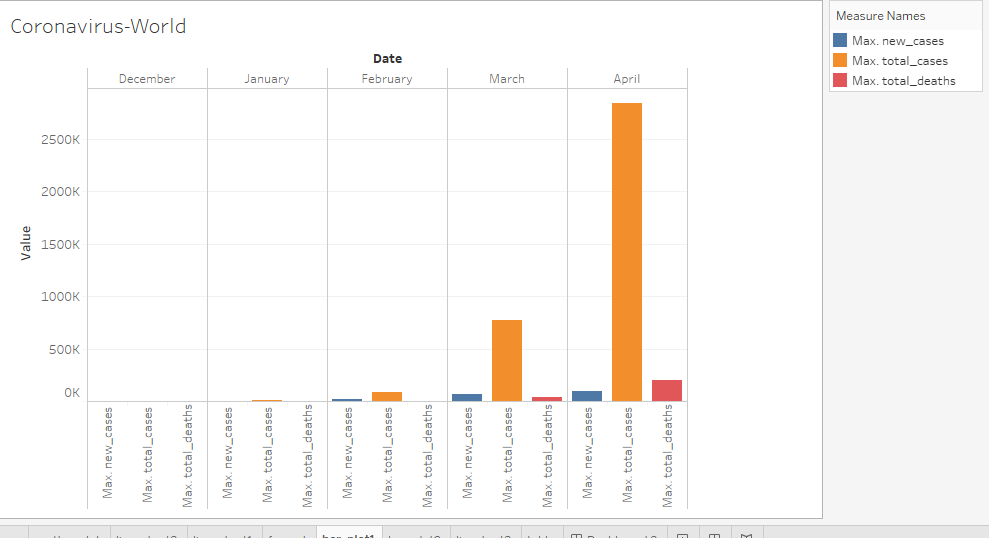 Coronavirus-World
Measure Names
Max. new_cases
Max. total_cases
Max. total_deaths
Date
December January February March April
2500K
2000K
1500K
1000K
500K
0K
Value
Max. new_cases
Max. total_cases
Max. total_deaths
Max. new_cases
Max. total_cases
Max. total_deaths
Max. new_cases
Max. total_cases
Max. total_deaths
Max. new_cases
Max. total_cases
Max. total_deaths
Max. new_cases
Max. total_cases
Max. total_deaths